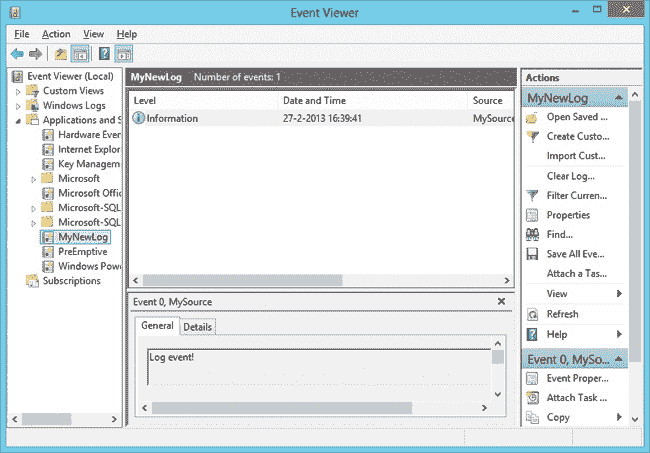 Event Viewer
File Action View Help
Event Viewer (Local)
Custom Views
Windows Logs
Applications and S
Hardware Even
Internet Explor
Key Managem
Microsoft
Microsoft Offic
Microsoft-SQL
Microsoft-SQL
MyNewLog
PreEmptive
Windows Pow
Subscriptions
MyNewLog Number of events: 1
Level Date and Time Source
Information 27-2-2013 16:39:41 MySource
Event 0, MySource
General Details
Log event!
Actions
MyNewLog
Open Saved ...
Create Custo...
Import Cust...
Clear Log...
Filter Curren...
Properties
Find...
Save All Eve...
Attach a Tas...
View
Refresh
Help
Event 0, MySo...
Event Proper...
Attach Task ...
Copy